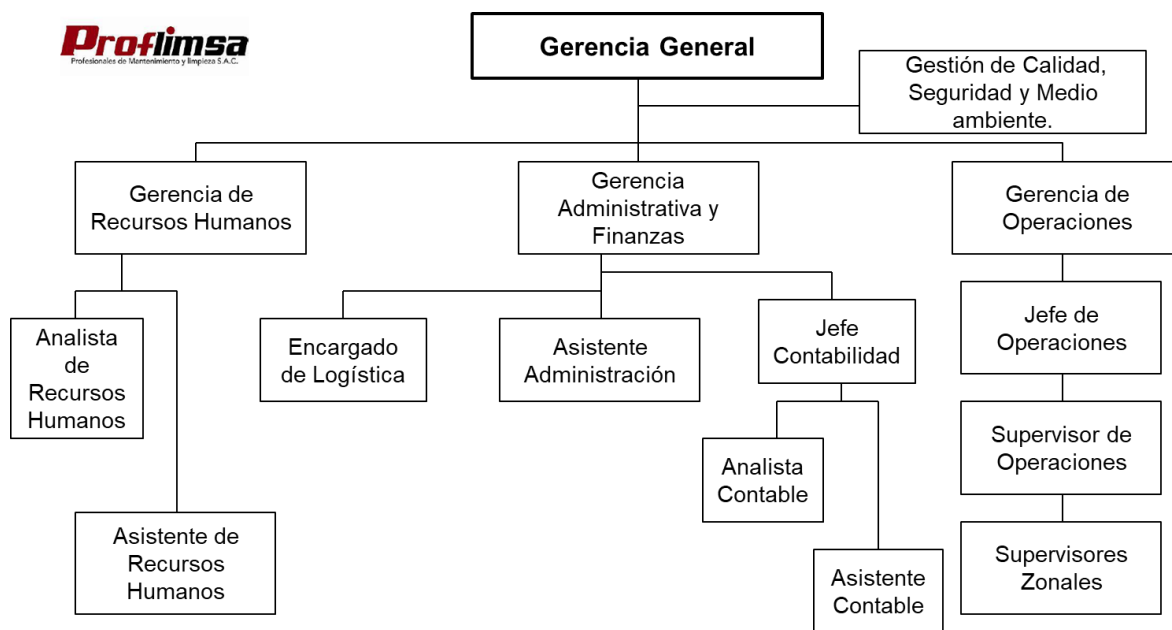 Proflimsa
Profesionales de Mantenimiento y limpieza S.A.C.
Gerencia General
Gestión de Calidad,
Seguridad y Medio
ambiente.
Gerencia de
Recursos Humanos
Gerencia
Administrativa y
Finanzas
Gerencia de
Operaciones
Analista
de
Recursos
Humanos
Encargado
de Logística
Asistente
Administración
Jefe
Contabilidad
Jefe de
Operaciones
Analista
Contable
Supervisor de
Operaciones
Asistente de
Recursos
Humanos
Asistente
Contable
Supervisores
Zonales